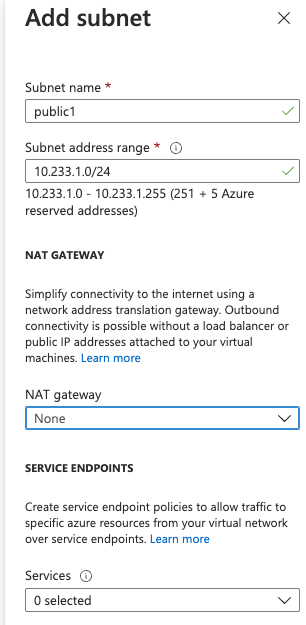 Add subnet
Subnet name *
public1
Subnet address range *
10.233.1.0/24
10.233.1.0 - 10.233.1.255 (251 + 5 Azure
reserved addresses)
NAT GATEWAY
Simplify connectivity to the internet using a
network address translation gateway. Outbound
connectivity is possible without a load balancer or
public IP addresses attached to your virtual
machines. Learn more
NAT gateway
None
SERVICE ENDPOINTS
Create service endpoint policies to allow traffic to
specific azure resources from your virtual network
over service endpoints. Learn more
Services
0 selected